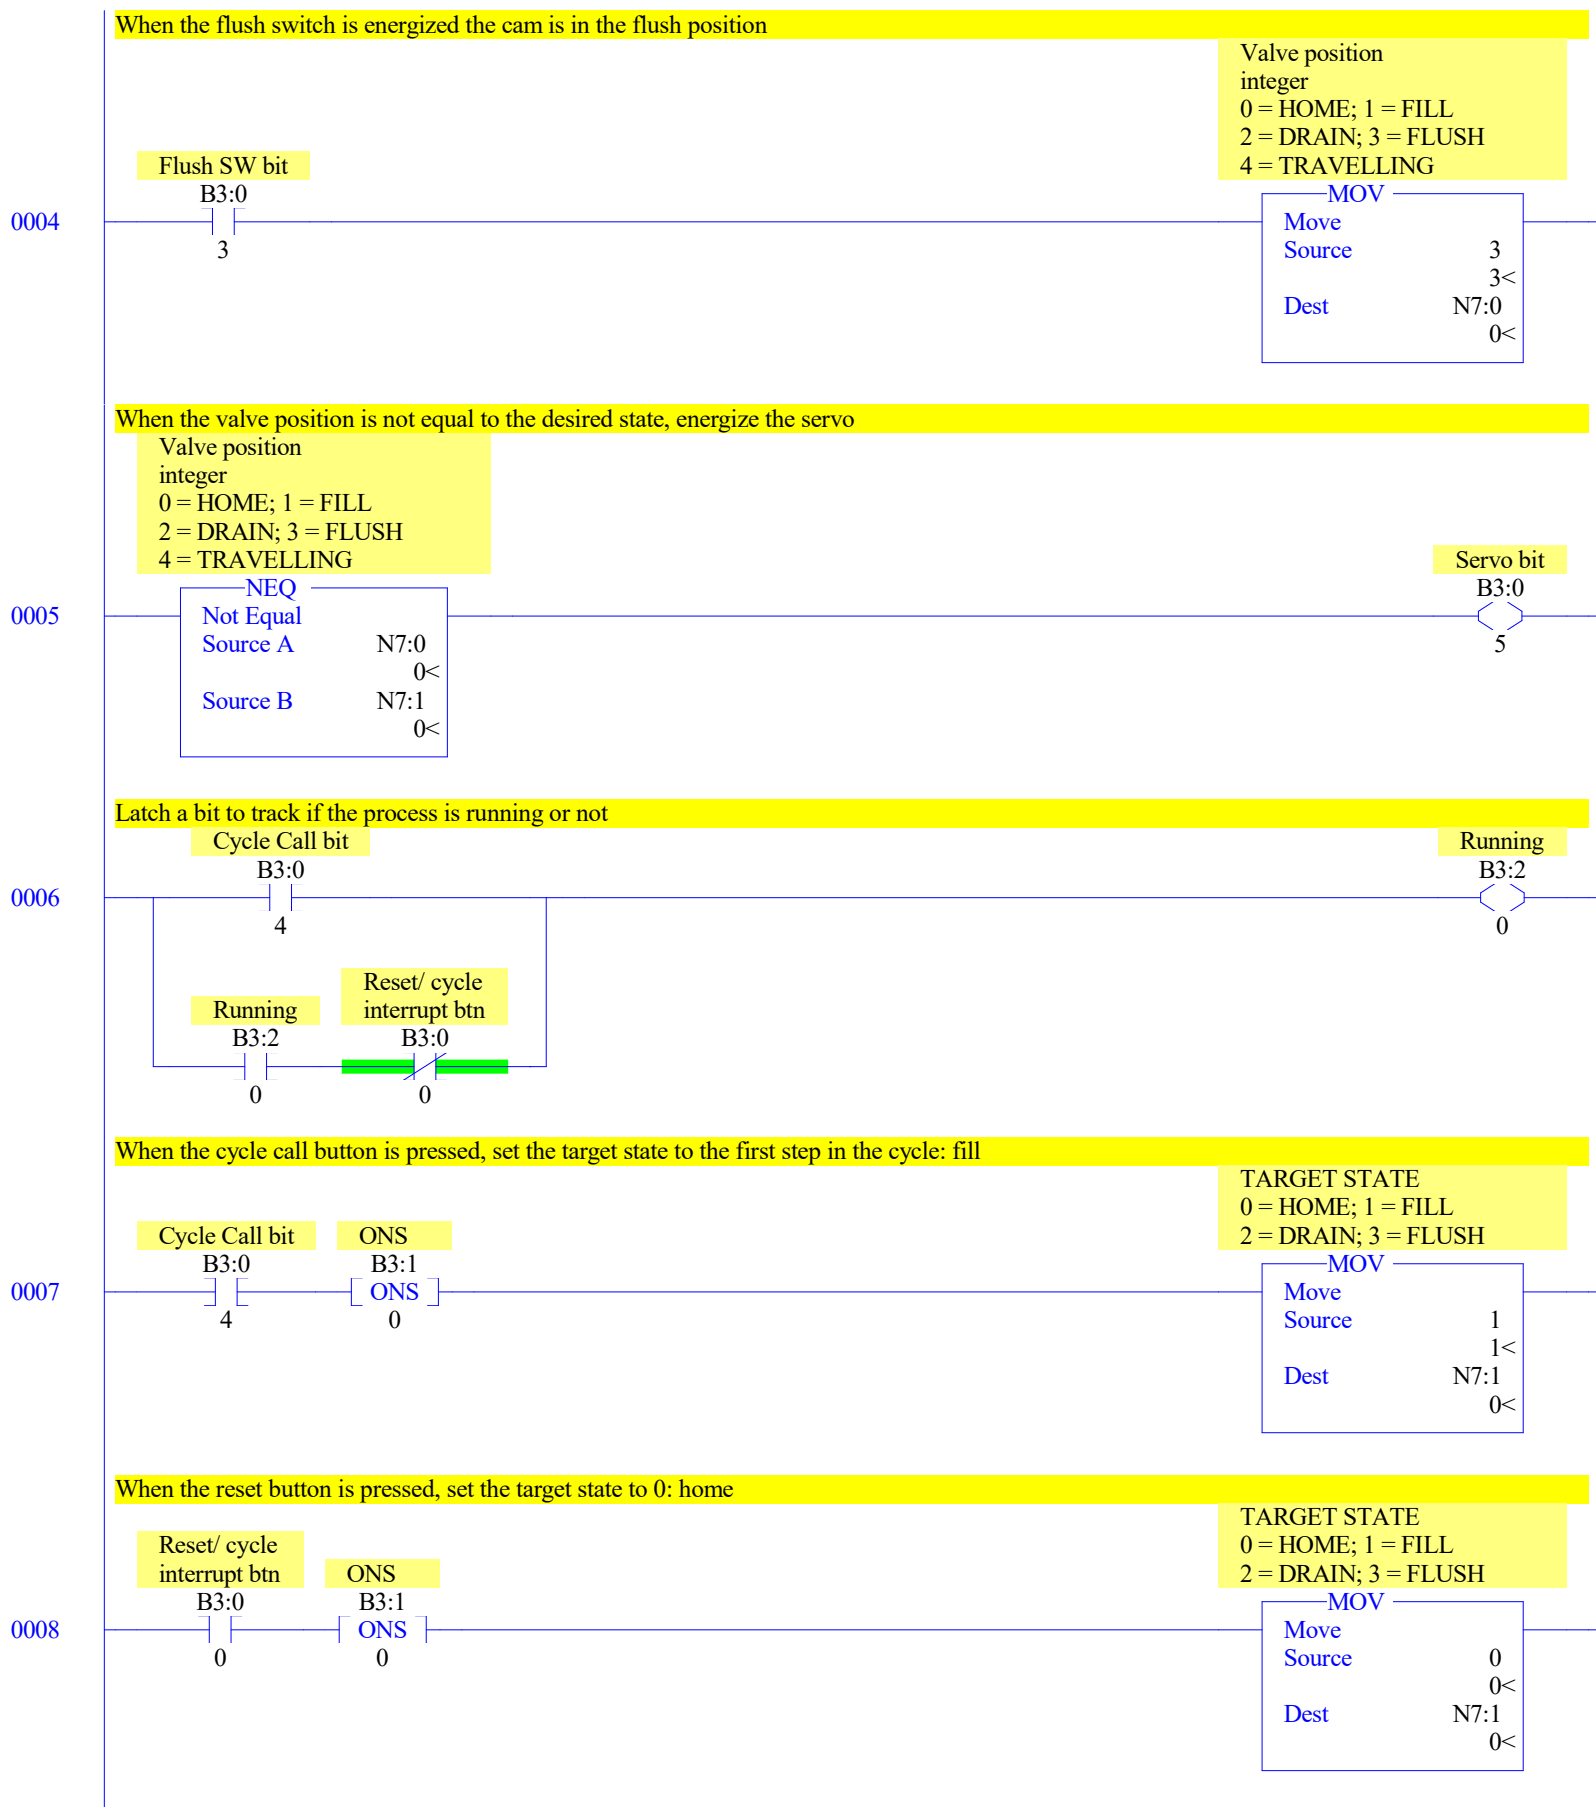 When the flush switch is energized the cam is in the flush position
Valve position
integer
0 = HOME; 1 = FILL
2 = DRAIN; 3 = FLUSH
4 = TRAVELLING
Flush SW bit
B3:0
MOV
0004
Move
3
Source 3
3<
Dest N7:0
0<
When the valve position is not equal to the desired state, energize the servo
Valve position
integer
0 = HOME; 1 = FILL
2 = DRAIN; 3 = FLUSH
4 = TRAVELLING
Servo bit
NEQ
B3:0
0005
Not Equal
Source A N7:0
5
0<
Source B N7:1
0<
Latch a bit to track if the process is running or not
Cycle Call bit
Running
B3:0
B3:2
0006
4
0
Reset/ cycle
Running
interrupt btn
B3:2
B3:0
0
0
When the cycle call button is pressed, set the target state to the first step in the cycle: fill
TARGET STATE
0 = HOME; 1 = FILL
2 = DRAIN; 3 = FLUSH
Cycle Call bit
ONS
B3:0
B3:1
MOV
0007
ONS
Move
4
0
Source 1
1<
Dest N7:1
0<
When the reset button is pressed, set the target state to 0: home
TARGET STATE
0 = HOME; 1 = FILL
2 = DRAIN; 3 = FLUSH
Reset/ cycle
interrupt btn
ONS
B3:0
B3:1
MOV
0008
ONS
Move
0
0
Source 0
0<
Dest N7:1
0<